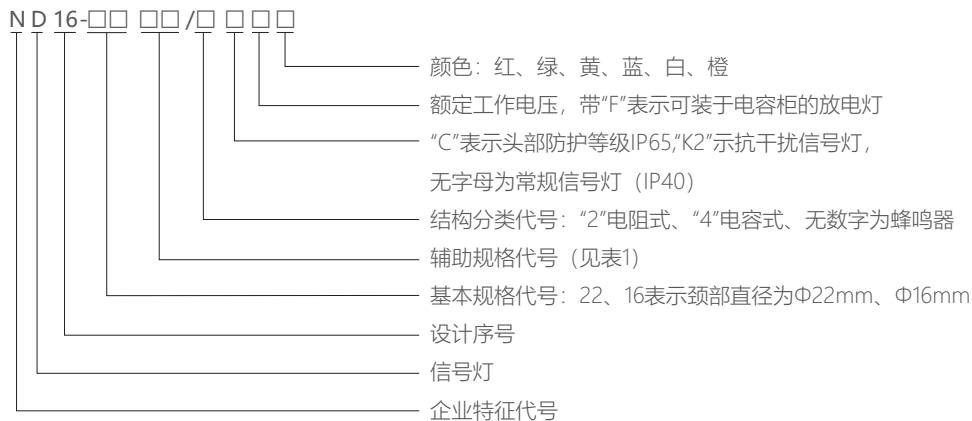 ND16-□□ □□/□ □ □ □
颜色：红、绿、黄、蓝、白、橙
额定工作电压，带“F”表示可装于电容柜的放电灯
“C”表示头部防护等级IP65,“K2”示抗干扰信号灯，
无字母为常规信号灯（IP40）
结构分类代号：“2”电阻式、“4”电容式、无数字为蜂鸣器
辅助规格代号（见表1）
基本规格代号：22、16表示颈部直径为Φ22mm、Φ16mm
设计序号
信号灯
企业特征代号